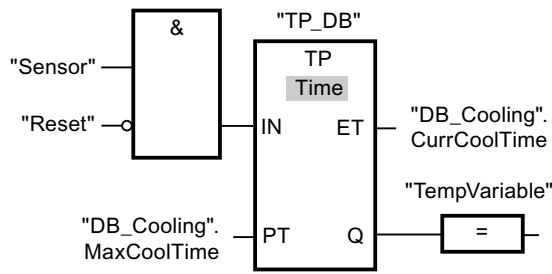 &
"TP_DB"
TP
Time
"Sensor"
"Reset"
IN
ET
"DB_Cooling".
CurrCoolTime
"TempVariable"
"DB_Cooling".
MaxCoolTime
PT
Q
=